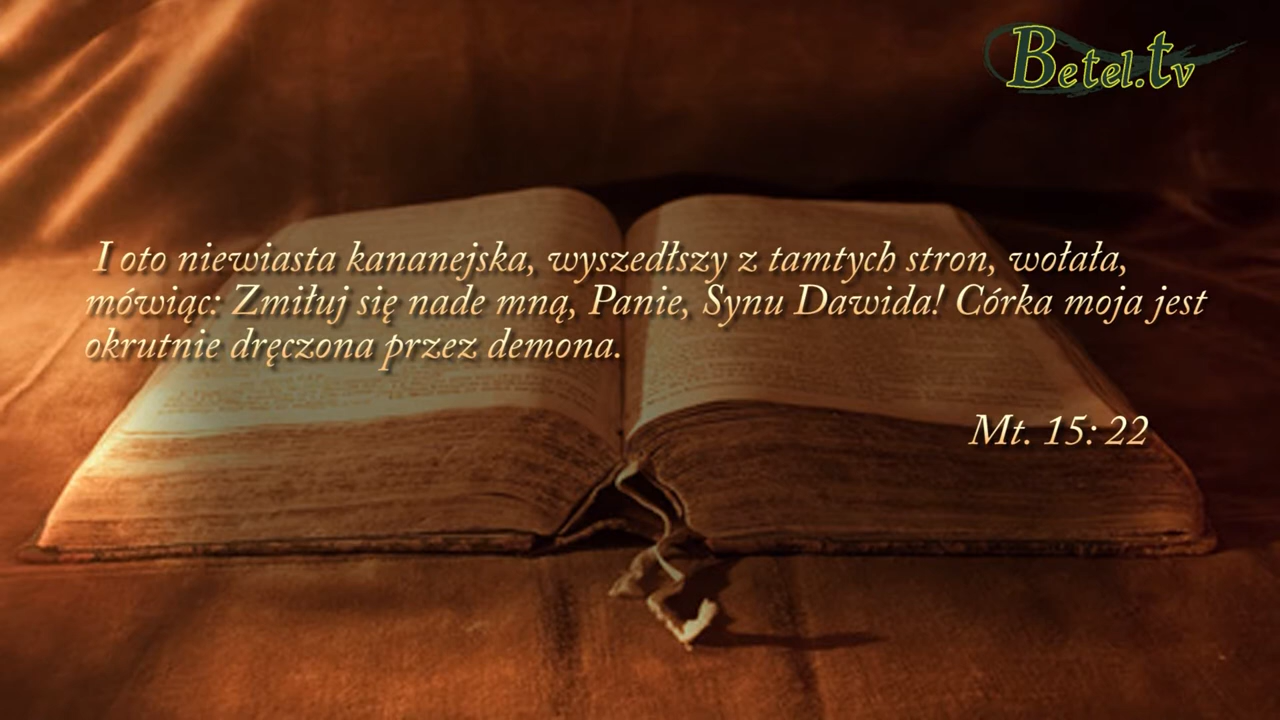 Betel.tv
I oto niewiasta kananejska, wyszedłszy z tamtych stron, wołała,
mówiąc: Zmiłuj się nade mną, Panie, Synu Dawida! Córka moja jest
okrutnie dręczona przez demona.
Mt. 15: 22